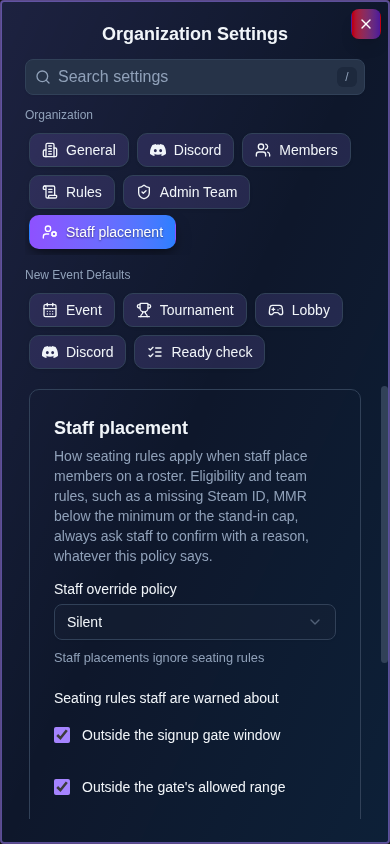 Organization Settings
Search settings /
Organization
General Discord Members
Rules Admin Team
Staff placement
New Event Defaults
Event Tournament Lobby
Discord Ready check
Staff placement
How seating rules apply when staff place
members on a roster. Eligibility and team
rules, such as a missing Steam ID, MMR
below the minimum or the stand-in cap,
always ask staff to confirm with a reason,
whatever this policy says.
Staff override policy
Silent
Staff placements ignore seating rules
Seating rules staff are warned about
Outside the signup gate window
Outside the gate's allowed range